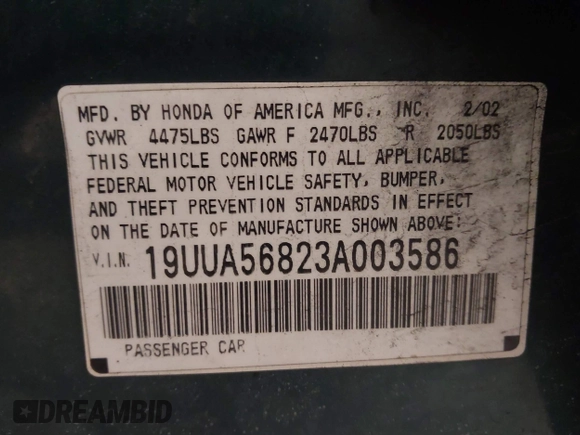 MFD. BY HONDA OF AMERICA MFG., INC. 2/02
GVWR 4475LBS GAWR F 2470LBS R 2050LBS
THIS VEHICLE CONFORMS TO ALL APPLICABLE
FEDERAL MOTOR VEHICLE SAFETY, BUMPER,
AND THEFT PREVENTION STANDARDS IN EFFECT
ON THE DATE OF MANUFACTURE SHOWN ABOVE:
V.I.N. 19UUA56823A003586
PASSENGER CAR
DREAMBID